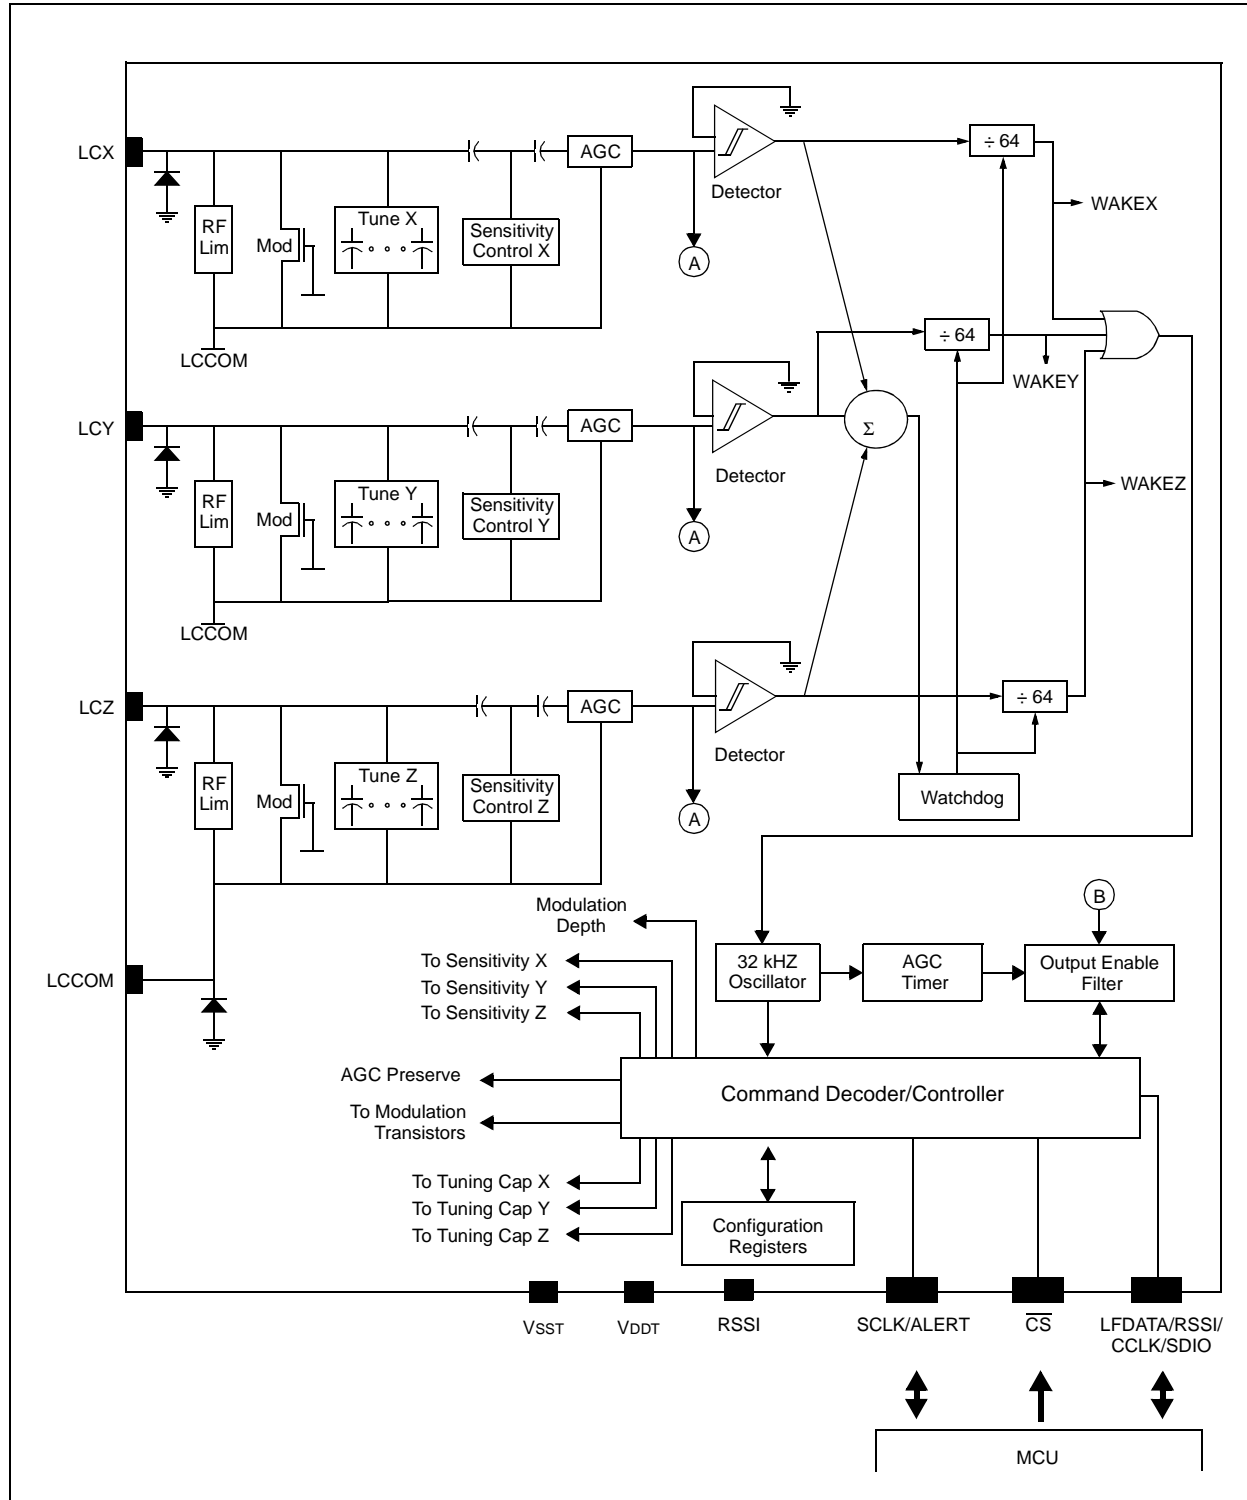 LCX
RF
Lim
Mod
Tune X
Sensitivity
Control X
AGC
Detector
A
÷ 64
WAKEX
LCCOM
÷ 64
WAKEY
LCY
RF
Lim
Mod
Tune Y
Sensitivity
Control Y
AGC
Detector
A
Σ
WAKEZ
LCCOM
LCZ
RF
Lim
Mod
Tune Z
Sensitivity
Control Z
AGC
Detector
A
÷ 64
Watchdog
LCCOM
Modulation
Depth
To Sensitivity X
To Sensitivity Y
To Sensitivity Z
32 kHZ
Oscillator
AGC
Timer
B
Output Enable
Filter
AGC Preserve
To Modulation
Transistors
Command Decoder/Controller
To Tuning Cap X
To Tuning Cap Y
To Tuning Cap Z
Configuration
Registers
VSST
VDDT
RSSI
SCLK/ALERT
C̅S̅
LFDATA/RSSI/
CCLK/SDIO
MCU